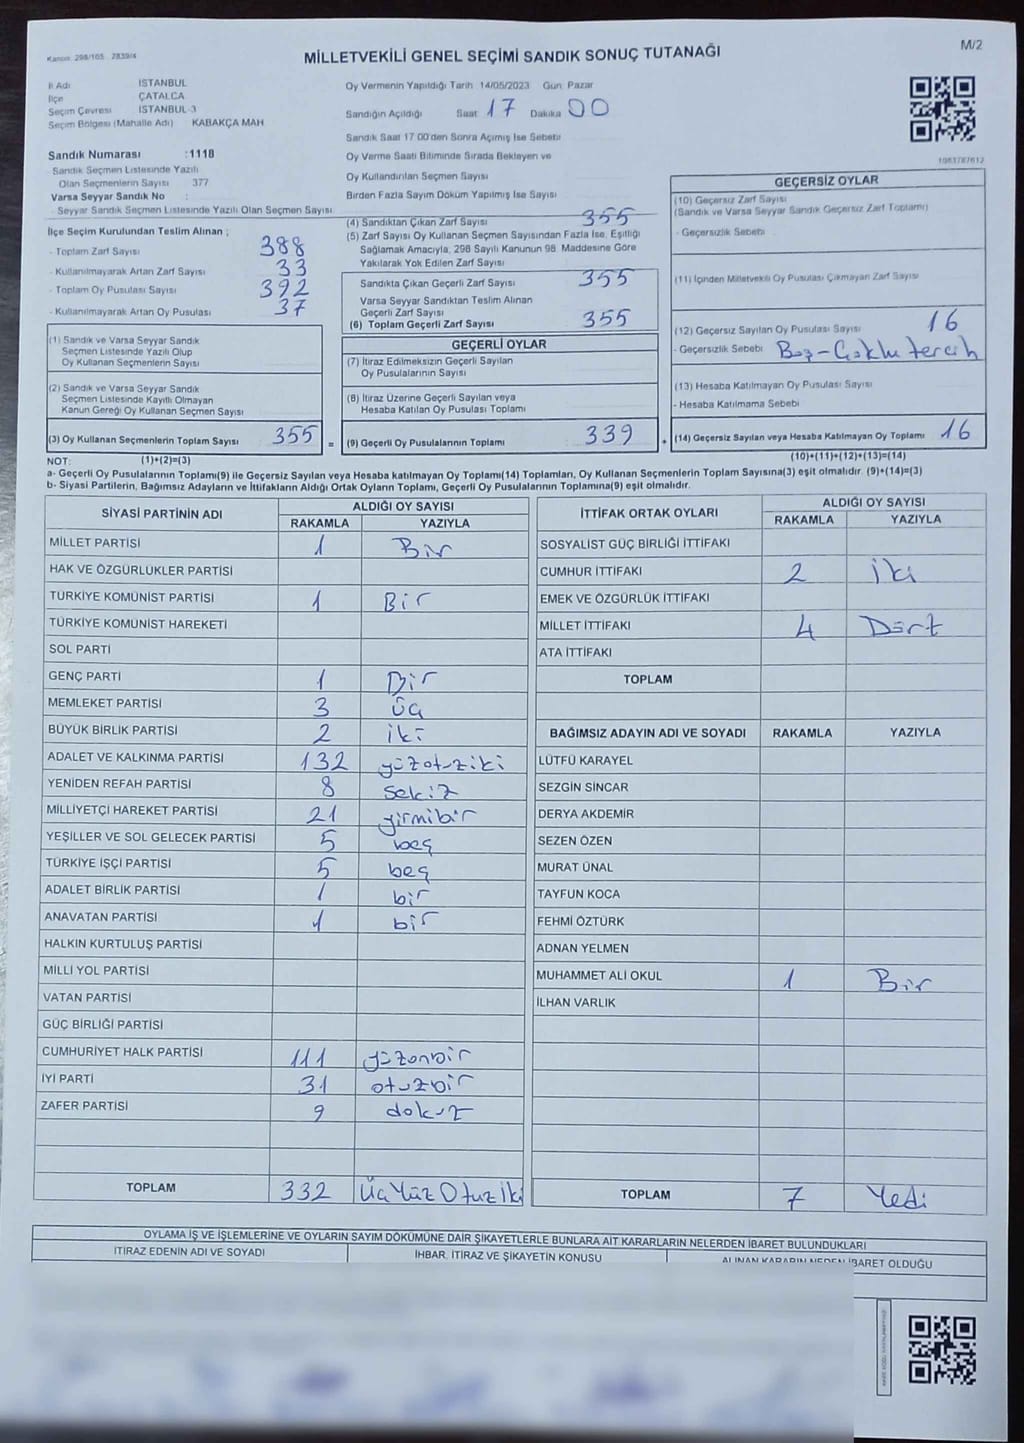 Kanun: 298/105 2839/4
MİLLETVEKİLİ GENEL SEÇİMİ SANDIK SONUÇ TUTANAĞI
M/2
İl Adı İSTANBUL
İlçe ÇATALCA
Seçim Çevresi İSTANBUL-3
Seçim Bölgesi (Mahalle Adı) KABAKÇA MAH
Sandık Numarası :1118
Sandık Seçmen Listesinde Yazılı
Olan Seçmenlerin Sayısı 377
Varsa Seyyar Sandık No :
Seyyar Sandık Seçmen Listesinde Yazılı Olan Seçmen Sayısı
İlçe Seçim Kurulundan Teslim Alınan ;
- Toplam Zarf Sayısı 388
- Kullanılmayarak Artan Zarf Sayısı 33
- Toplam Oy Pusulası Sayısı 392
- Kullanılmayarak Artan Oy Pusulası 37
(1) Sandık ve Varsa Seyyar Sandık
Seçmen Listesinde Yazılı Olup
Oy Kullanan Seçmenlerin Sayısı
(2) Sandık ve Varsa Seyyar Sandık
Seçmen Listesinde Kayıtlı Olmayan
Kanun Gereği Oy Kullanan Seçmen Sayısı
(3) Oy Kullanan Seçmenlerin Toplam Sayısı 355 =
(1)+(2)=(3)
Oy Vermenin Yapıldığı Tarih 14/05/2023 Gün: Pazar
Sandığın Açıldığı Saat 17 Dakika 00
Sandık Saat 17 00'den Sonra Açımış İse Sebebi
Oy Verme Saati Bitiminde Sırada Bekleyen ve
Oy Kullandırılan Seçmen Sayısı
Birden Fazla Sayım Döküm Yapılmış İse Sayısı
(4) Sandıktan Çıkan Zarf Sayısı 355
(5) Zarf Sayısı Oy Kullanan Seçmen Sayısından Fazla İse, Eşitliği
Sağlamak Amacıyla, 298 Sayılı Kanunun 98. Maddesine Göre
Yakılarak Yok Edilen Zarf Sayısı
Sandıkta Çıkan Geçerli Zarf Sayısı 355
Varsa Seyyar Sandıktan Teslim Alınan
Geçerli Zarf Sayısı
(6) Toplam Geçerli Zarf Sayısı 355
GEÇERLİ OYLAR
(7) İtiraz Edilmeksizin Geçerli Sayılan
Oy Pusulalarının Sayısı
(8) İtiraz Üzerine Geçerli Sayılan veya
Hesaba Katılan Oy Pusulası Toplamı
(9) Geçerli Oy Pusulalarının Toplamı 339 +
1063787612
GEÇERSİZ OYLAR
(10) Geçersiz Zarf Sayısı
(Sandık ve Varsa Seyyar Sandık Geçersiz Zarf Toplamı)
- Geçersizlik Sebebi
(11) İçinden Milletvekili Oy Pusulası Çıkmayan Zarf Sayısı
(12) Geçersiz Sayılan Oy Pusulası Sayısı 16
- Geçersizlik Sebebi Boş-Çoklu tercih
(13) Hesaba Katılmayan Oy Pusulası Sayısı
- Hesaba Katılmama Sebebi
(14) Geçersiz Sayılan veya Hesaba Katılmayan Oy Toplamı 16
(10)+(11)+(12)+(13)=(14)
NOT:
a- Geçerli Oy Pusulalarının Toplamı(9) ile Geçersiz Sayılan veya Hesaba katılmayan Oy Toplamı(14) Toplamları, Oy Kullanan Seçmenlerin Toplam Sayısına(3) eşit olmalıdır. (9)+(14)=(3)
b- Siyasi Partilerin, Bağımsız Adayların ve İttifakların Aldığı Ortak Oyların Toplamı, Geçerli Oy Pusulalarının Toplamına(9) eşit olmalıdır.
SİYASİ PARTİNİN ADI ALDIĞI OY SAYISI
RAKAMLA YAZIYLA
MİLLET PARTİSİ 1 Bir
HAK VE ÖZGÜRLÜKLER PARTİSİ
TÜRKİYE KOMÜNİST PARTİSİ 1 Bir
TÜRKİYE KOMÜNİST HAREKETİ
SOL PARTİ
GENÇ PARTİ 1 Bir
MEMLEKET PARTİSİ 3 üç
BÜYÜK BİRLİK PARTİSİ 2 iki
ADALET VE KALKINMA PARTİSİ 132 yüzotuziki
YENİDEN REFAH PARTİSİ 8 sekiz
MİLLİYETÇİ HAREKET PARTİSİ 21 yirmibir
YEŞİLLER VE SOL GELECEK PARTİSİ 5 beş
TÜRKİYE İŞÇİ PARTİSİ 5 beş
ADALET BİRLİK PARTİSİ 1 bir
ANAVATAN PARTİSİ 1 bir
HALKIN KURTULUŞ PARTİSİ
MİLLİ YOL PARTİSİ
VATAN PARTİSİ
GÜÇ BİRLİĞİ PARTİSİ
CUMHURİYET HALK PARTİSİ 111 yüzonbir
İYİ PARTİ 31 otuzbir
ZAFER PARTİSİ 9 dokuz
TOPLAM 332 ÜçYüz Otuz İki
İTTİFAK ORTAK OYLARI ALDIĞI OY SAYISI
RAKAMLA YAZIYLA
SOSYALİST GÜÇ BİRLİĞİ İTTİFAKI
CUMHUR İTTİFAKI 2 İki
EMEK VE ÖZGÜRLÜK İTTİFAKI
MİLLET İTTİFAKI 4 Dört
ATA İTTİFAKI
TOPLAM
BAĞIMSIZ ADAYIN ADI VE SOYADI RAKAMLA YAZIYLA
LÜTFÜ KARAYEL
SEZGİN SİNCAR
DERYA AKDEMİR
SEZEN ÖZEN
MURAT ÜNAL
TAYFUN KOCA
FEHMİ ÖZTÜRK
ADNAN YELMEN
MUHAMMET ALİ OKUL 1 Bir
İLHAN VARLIK
TOPLAM 7 Yedi
OYLAMA İŞ VE İŞLEMLERİNE VE OYLARIN SAYIM DÖKÜMÜNE DAİR ŞİKAYETLERLE BUNLARA AİT KARARLARIN NELERDEN İBARET BULUNDUKLARI
İTİRAZ EDENİN ADI VE SOYADI İHBAR, İTİRAZ VE ŞİKAYETİN KONUSU ALINAN KARARIN NEDEN İBARET OLDUĞU